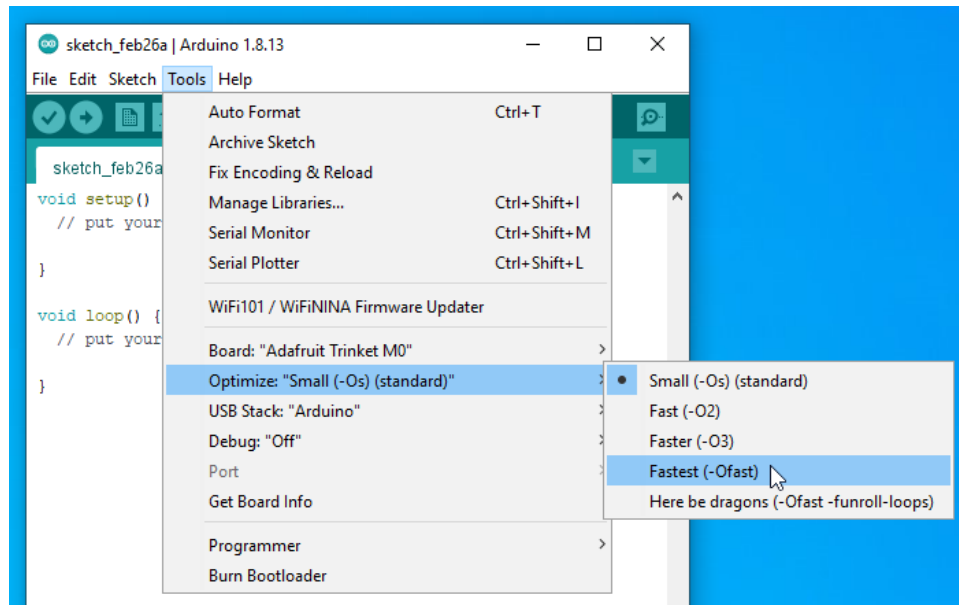 sketch_feb26a | Arduino 1.8.13
File Edit Sketch Tools Help
sketch_feb26a
void setup()
// put your
}
void loop() {
// put your
}
Auto Format Ctrl+T
Archive Sketch
Fix Encoding & Reload
Manage Libraries... Ctrl+Shift+I
Serial Monitor Ctrl+Shift+M
Serial Plotter Ctrl+Shift+L
WiFi101 / WiFiNINA Firmware Updater
Board: "Adafruit Trinket M0"
Optimize: "Small (-Os) (standard)"
USB Stack: "Arduino"
Debug: "Off"
Port
Get Board Info
Programmer
Burn Bootloader
Small (-Os) (standard)
Fast (-O2)
Faster (-O3)
Fastest (-Ofast)
Here be dragons (-Ofast -funroll-loops)